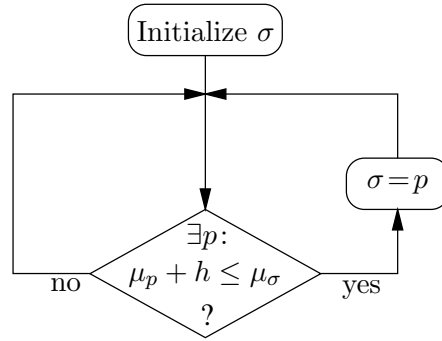 Initialize σ
σ=p
∃p:
μ_p + h ≤ μ_σ
?
no
yes